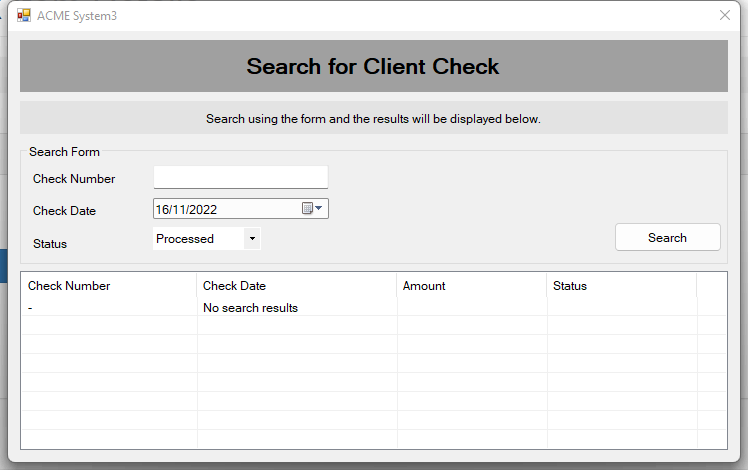 ACME System3
Search for Client Check
Search using the form and the results will be displayed below.
Search Form
Check Number
Check Date 16/11/2022
Status Processed
Search
Check Number Check Date Amount Status
- No search results